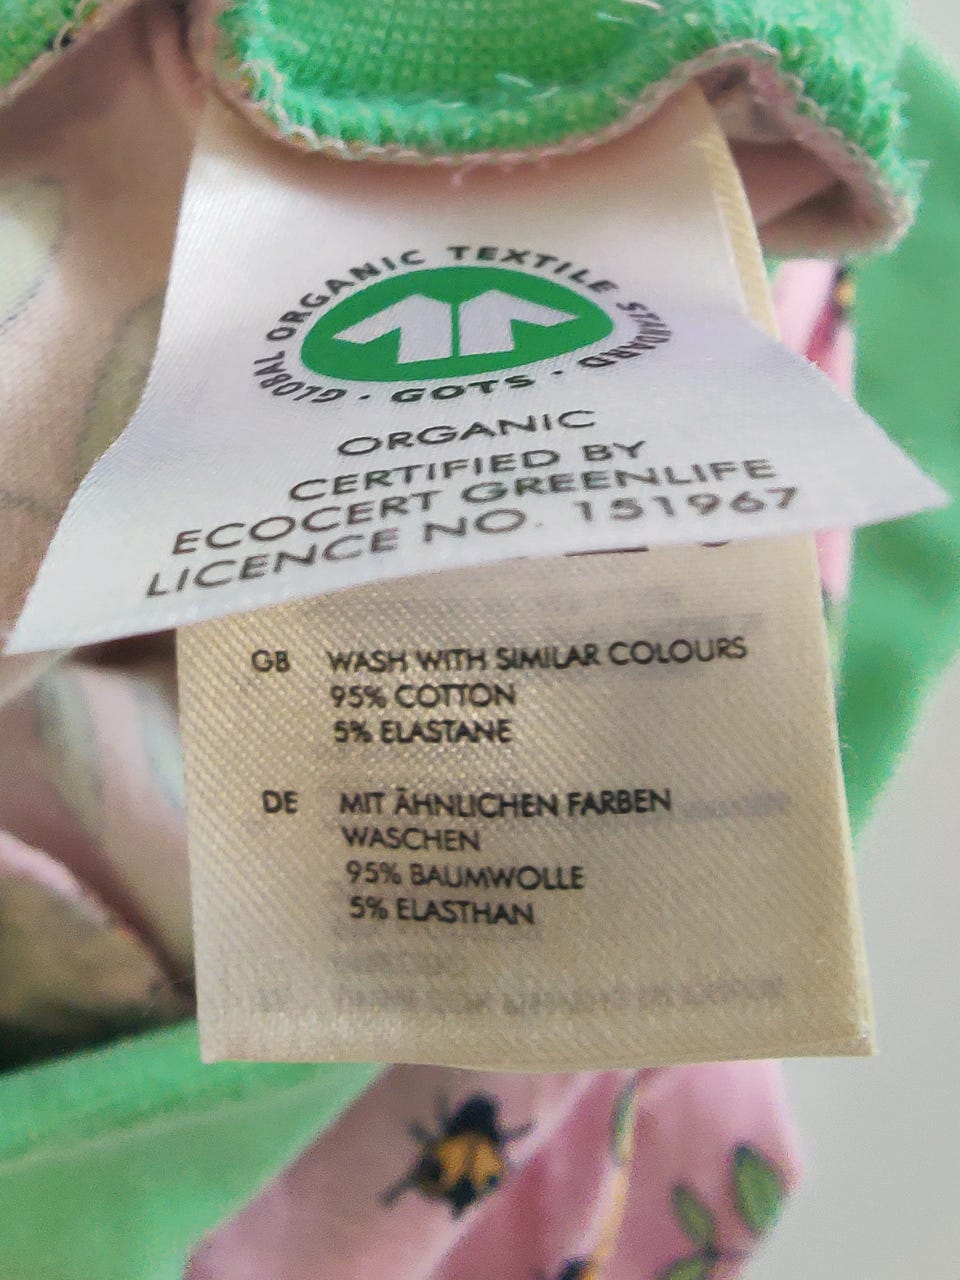 GLOBAL ORGANIC TEXTILE STANDARD
· GOTS ·
ORGANIC
CERTIFIED BY
ECOCERT GREENLIFE
LICENCE NO. 151967
GB WASH WITH SIMILAR COLOURS
95% COTTON
5% ELASTANE
DE MIT ÄHNLICHEN FARBEN
WASCHEN
95% BAUMWOLLE
5% ELASTHAN